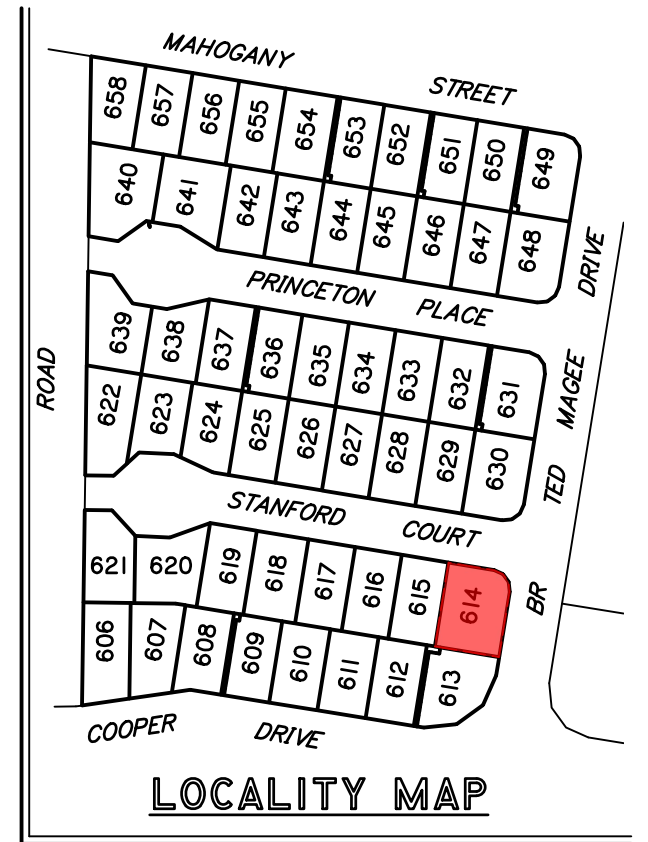 MAHOGANY STREET
658 657 656 655 654 653 652 651 650 649
640 641 642 643 644 645 646 647 648
DRIVE
PRINCETON PLACE
639 638 637 636 635 634 633 632 631
ROAD
MAGEE
622 623 624 625 626 627 628 629 630
TED
STANFORD COURT
621 620 619 618 617 616 615 614
BR
606 607 608 609 610 611 612 613
COOPER DRIVE
LOCALITY MAP